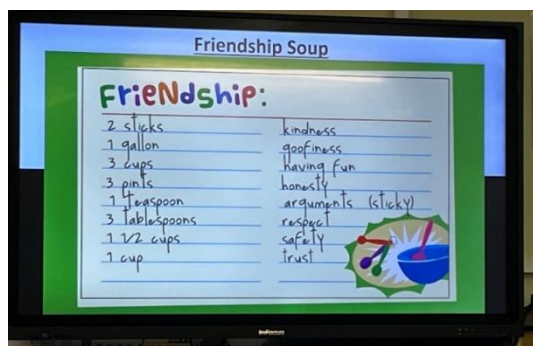 Friendship Soup
Friendship:
2 sticks kindness
1 gallon goofiness
3 cups having fun
3 pints honesty
1 teaspoon arguments (sticky)
3 tablespoons respect
1 1/2 cups safety
1 cup trust